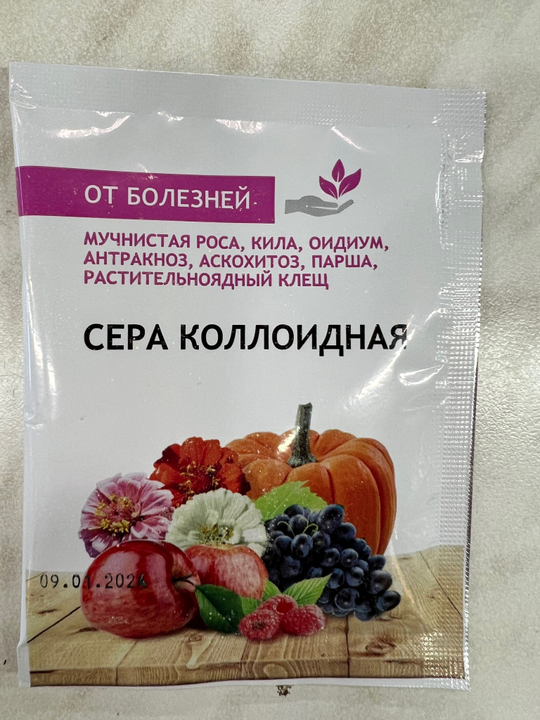 ОТ БОЛЕЗНЕЙ
МУЧНИСТАЯ РОСА, КИЛА, ОИДИУМ,
АНТРАКНОЗ, АСКОХИТОЗ, ПАРША,
РАСТИТЕЛЬНОЯДНЫЙ КЛЕЩ
СЕРА КОЛЛОИДНАЯ